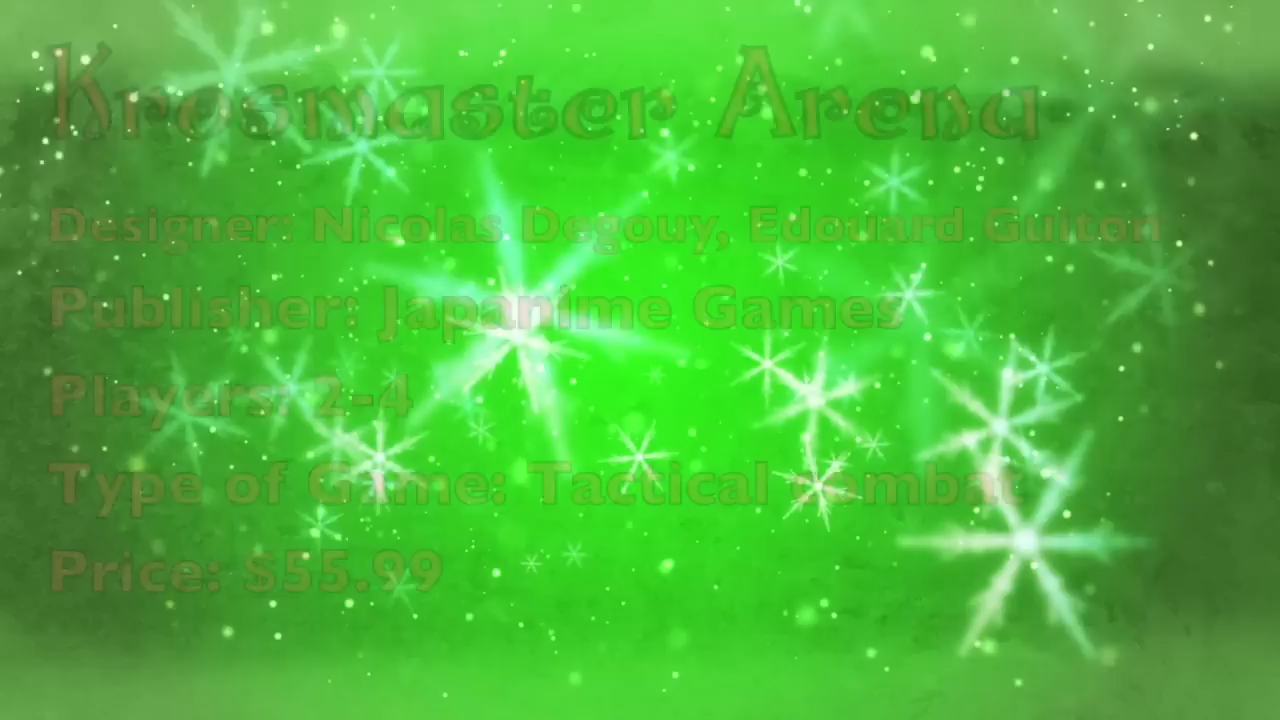 Krosmaster Arena
Designer: Nicolas Degouy, Edouard Guiton
Publisher: Japanime Games
Players: 2-4
Type of Game: Tactical Combat
Price: $55.99